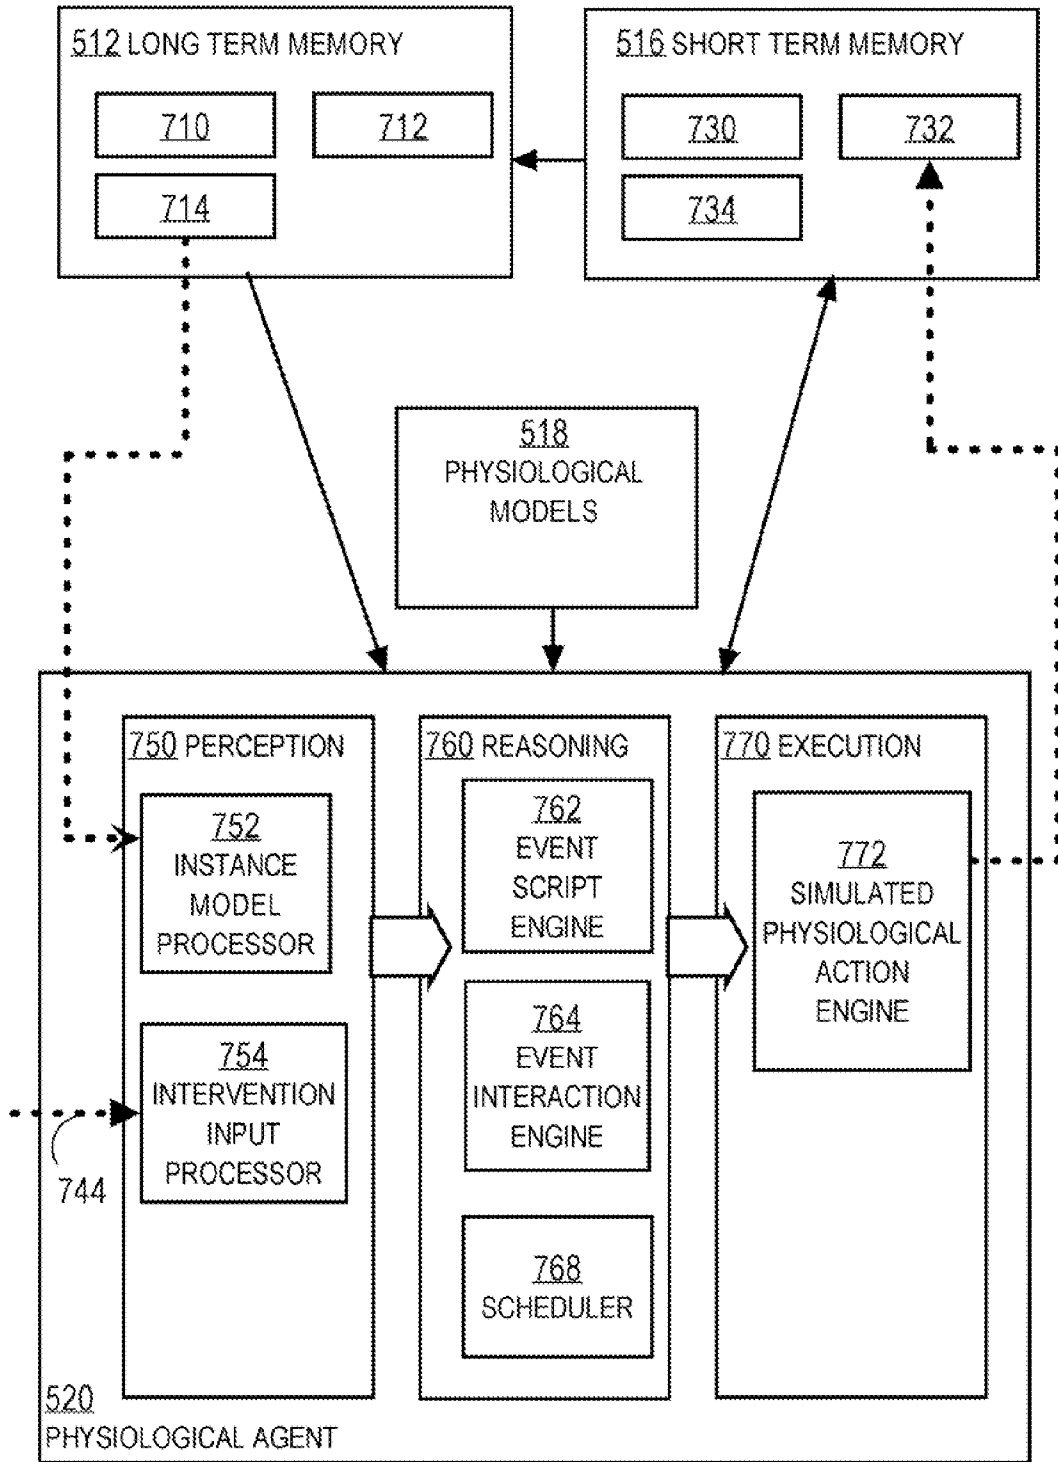 512 LONG TERM MEMORY
710
712
714
516 SHORT TERM MEMORY
730
732
734
518
PHYSIOLOGICAL
MODELS
750 PERCEPTION
752
INSTANCE
MODEL
PROCESSOR
754
INTERVENTION
INPUT
PROCESSOR
744
760 REASONING
762
EVENT
SCRIPT
ENGINE
764
EVENT
INTERACTION
ENGINE
768
SCHEDULER
770 EXECUTION
772
SIMULATED
PHYSIOLOGICAL
ACTION
ENGINE
520
PHYSIOLOGICAL AGENT